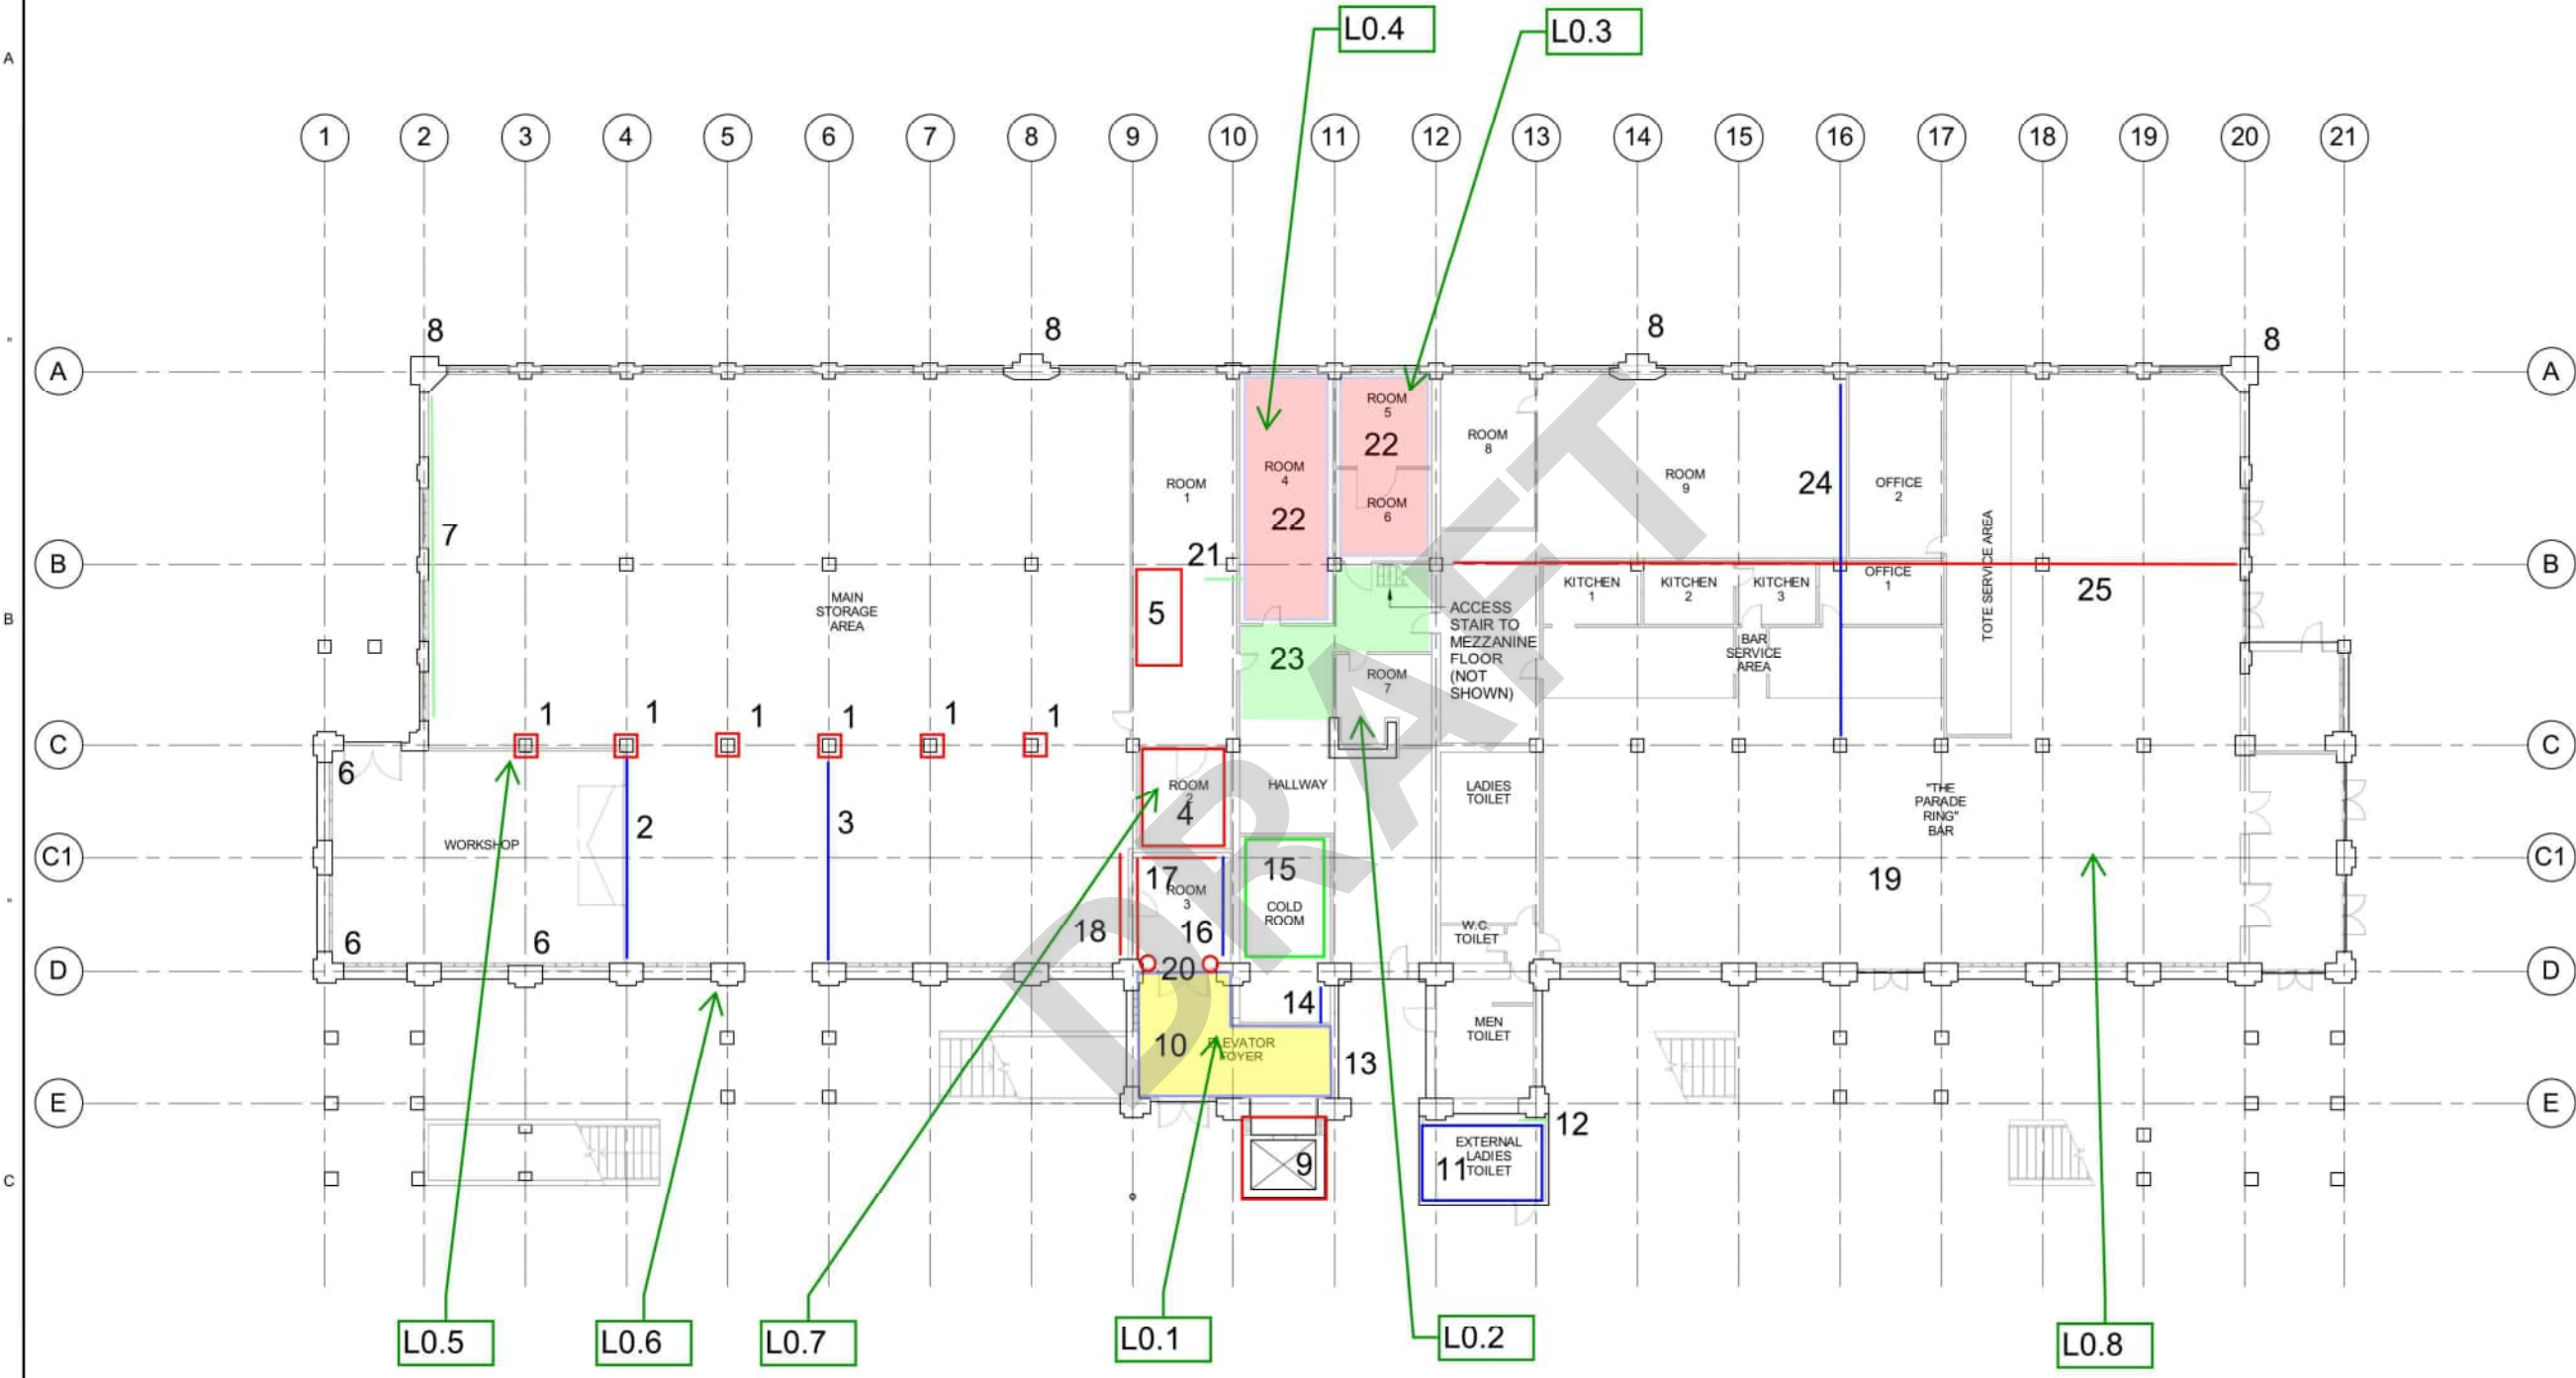 L0.4
L0.3
A
1 2 3 4 5 6 7 8 9 10 11 12 13 14 15 16 17 18 19 20 21
8
8
8
8
"
A
A
ROOM
5
22
ROOM
8
ROOM
4
ROOM
9
24
OFFICE
2
ROOM
1
22
ROOM
6
7
21
TOTE SERVICE AREA
B
B
5
KITCHEN
1
KITCHEN
2
KITCHEN
3
OFFICE
1
25
MAIN
STORAGE
AREA
B
ACCESS
STAIR TO
MEZZANINE
FLOOR
(NOT
SHOWN)
BAR
SERVICE
AREA
23
ROOM
7
1
1
1
1
1
1
C
C
6
ROOM
2
4
HALLWAY
LADIES
TOILET
"THE
PARADE
RING"
BAR
2
3
WORKSHOP
C1
C1
17
ROOM
3
15
COLD
ROOM
19
"
18
16
W.C.
TOILET
6
6
D
20
D
14
MEN
TOILET
10
ELEVATOR
FOYER
13
E
E
12
9
EXTERNAL
LADIES
TOILET
11
C
DRAFT
L0.5
L0.6
L0.7
L0.1
L0.2
L0.8